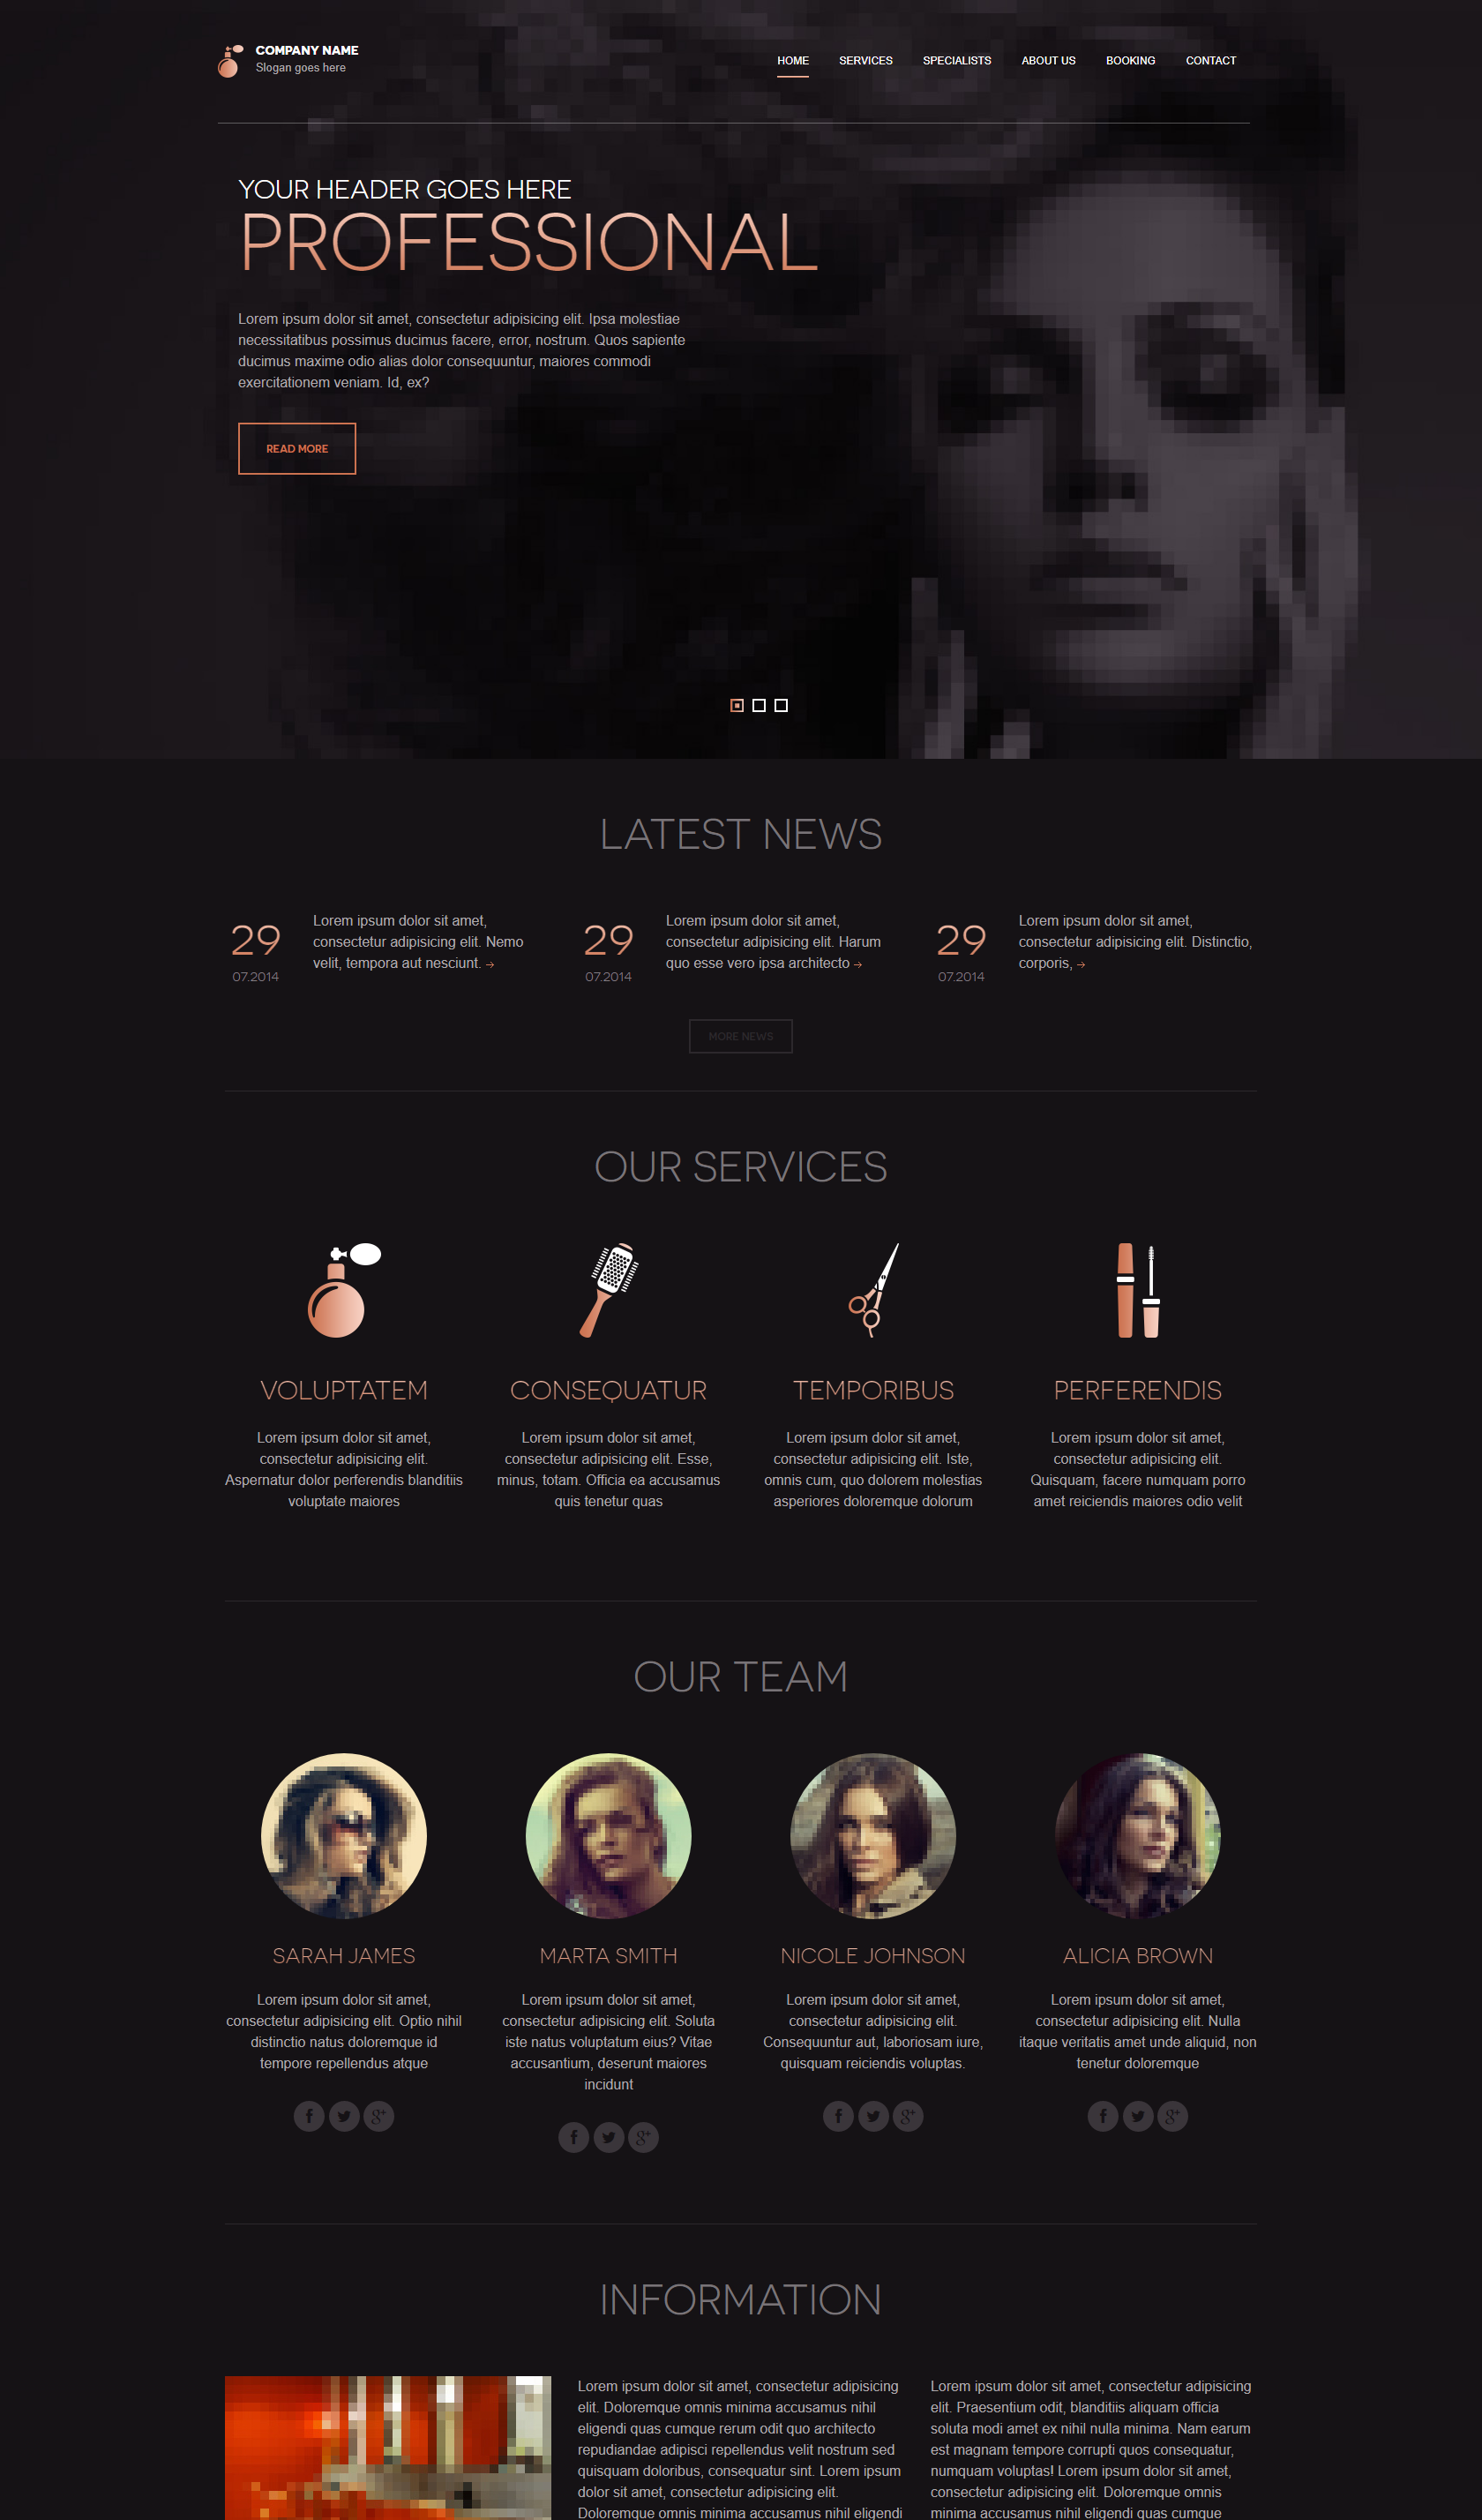 COMPANY NAME
Slogan goes here
HOME SERVICES SPECIALISTS ABOUT US BOOKING CONTACT
YOUR HEADER GOES HERE
PROFESSIONAL
Lorem ipsum dolor sit amet, consectetur adipisicing elit. Ipsa molestiae
necessitatibus possimus ducimus facere, error, nostrum. Quos sapiente
ducimus maxime odio alias dolor consequuntur, maiores commodi
exercitationem veniam. Id, ex?
READ MORE
LATEST NEWS
29
07.2014
Lorem ipsum dolor sit amet,
consectetur adipisicing elit. Nemo
velit, tempora aut nesciunt. →
29
07.2014
Lorem ipsum dolor sit amet,
consectetur adipisicing elit. Harum
quo esse vero ipsa architecto →
29
07.2014
Lorem ipsum dolor sit amet,
consectetur adipisicing elit. Distinctio,
corporis, →
MORE NEWS
OUR SERVICES
VOLUPTATEM
Lorem ipsum dolor sit amet,
consectetur adipisicing elit.
Aspernatur dolor perferendis blanditiis
voluptate maiores
CONSEQUATUR
Lorem ipsum dolor sit amet,
consectetur adipisicing elit. Esse,
minus, totam. Officia ea accusamus
quis tenetur quas
TEMPORIBUS
Lorem ipsum dolor sit amet,
consectetur adipisicing elit. Iste,
omnis cum, quo dolorem molestias
asperiores doloremque dolorum
PERFERENDIS
Lorem ipsum dolor sit amet,
consectetur adipisicing elit.
Quisquam, facere numquam porro
amet reiciendis maiores odio velit
OUR TEAM
SARAH JAMES
Lorem ipsum dolor sit amet,
consectetur adipisicing elit. Optio nihil
distinctio natus doloremque id
tempore repellendus atque
MARTA SMITH
Lorem ipsum dolor sit amet,
consectetur adipisicing elit. Soluta
iste natus voluptatum eius? Vitae
accusantium, deserunt maiores
incidunt
NICOLE JOHNSON
Lorem ipsum dolor sit amet,
consectetur adipisicing elit.
Consequuntur aut, laboriosam iure,
quisquam reiciendis voluptas.
ALICIA BROWN
Lorem ipsum dolor sit amet,
consectetur adipisicing elit. Nulla
itaque veritatis amet unde aliquid, non
tenetur doloremque
INFORMATION
Lorem ipsum dolor sit amet, consectetur adipisicing
elit. Doloremque omnis minima accusamus nihil
eligendi quas cumque rerum odit quo architecto
repudiandae adipisci repellendus velit nostrum sed
quisquam doloribus, consequatur sint. Lorem ipsum
dolor sit amet, consectetur adipisicing elit.
Doloremque omnis minima accusamus nihil eligendi
Lorem ipsum dolor sit amet, consectetur adipisicing
elit. Praesentium odit, blanditiis aliquam officia
soluta modi amet ex nihil nulla minima. Nam earum
est magnam tempore corrupti quos consequatur,
numquam voluptas! Lorem ipsum dolor sit amet,
consectetur adipisicing elit. Doloremque omnis
minima accusamus nihil eligendi quas cumque